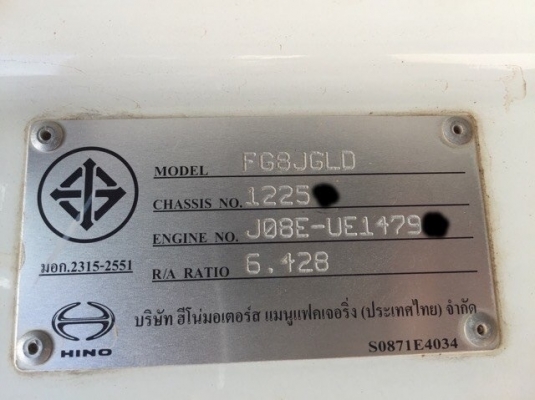 MODEL FG8JGLD
CHASSIS NO. 1225
ENGINE NO. J08E-UE1479
มอก.2315-2551 R/A RATIO 6.428
HINO
บริษัท ฮีโน่มอเตอร์ส แมนูแฟคเจอริ่ง (ประเทศไทย) จำกัด
S0871E4034